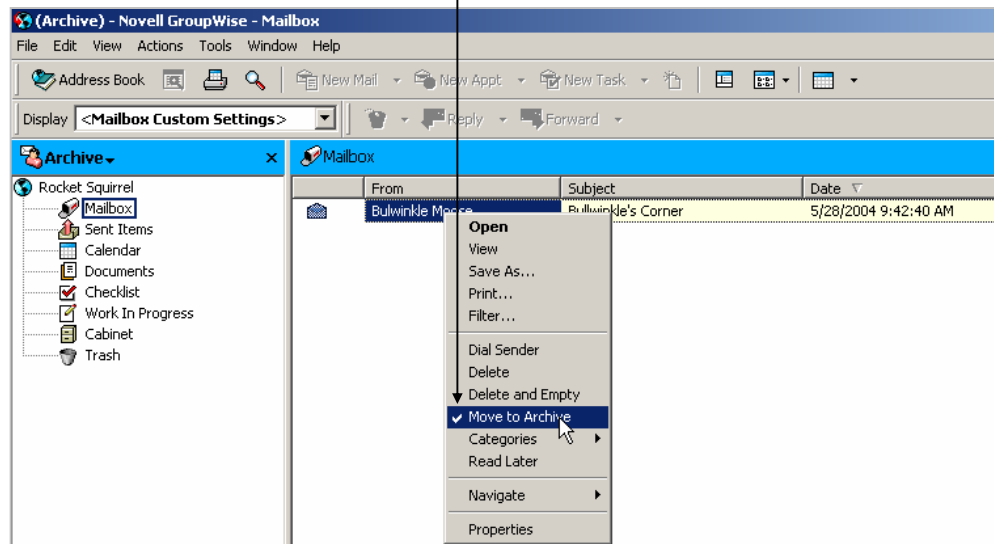 (Archive) - Novell GroupWise - Mailbox
File Edit View Actions Tools Window Help
Address Book New Mail New Appt New Task
Display <Mailbox Custom Settings> Reply Forward
Archive Mailbox
Rocket Squirrel From Subject Date
Mailbox Bulwinkle Moose Bullwinkle's Corner 5/28/2004 9:42:40 AM
Sent Items
Calendar
Documents
Checklist
Work In Progress
Cabinet
Trash
Open
View
Save As...
Print...
Filter...
Dial Sender
Delete
Delete and Empty
Move to Archive
Categories
Read Later
Navigate
Properties